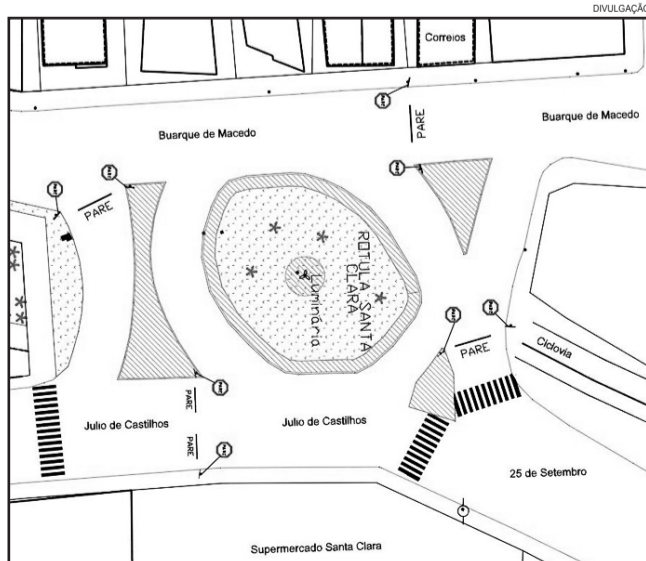 DIVULGAÇÃO
Correios
PARE
Buarque de Macedo
Buarque de Macedo
PARE
ROTULA SANTA
CLARA
Luminária
PARE
Ciclovia
PARE
Julio de Castilhos
Julio de Castilhos
PARE
25 de Setembro
Supermercado Santa Clara